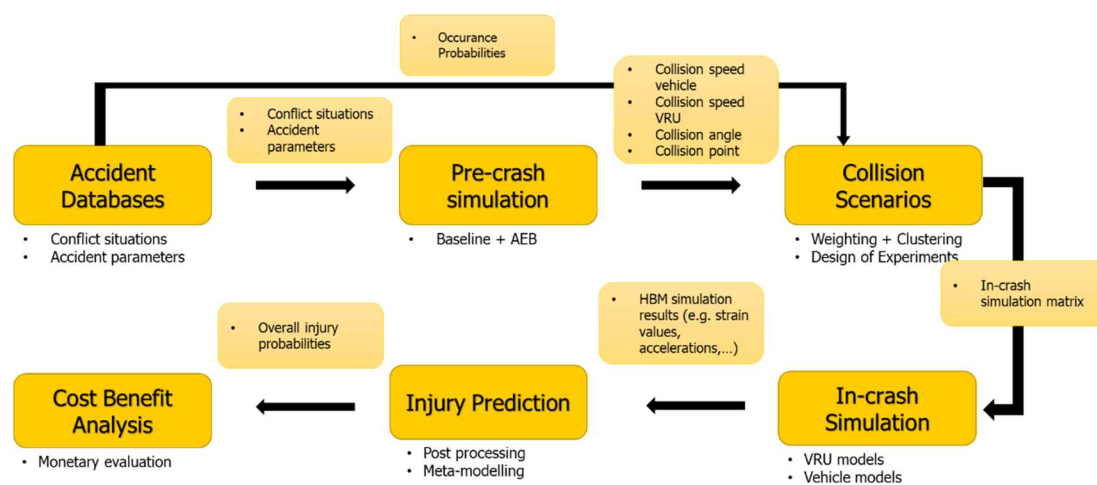 • Occurance
Probabilities
• Collision speed
vehicle
• Collision speed
VRU
• Collision angle
• Collision point
• Conflict situations
• Accident
parameters
Accident
Databases
Pre-crash
simulation
Collision
Scenarios
• Conflict situations
• Accident parameters
• Baseline + AEB
• Weighting + Clustering
• Design of Experiments
• In-crash
simulation matrix
• HBM simulation
results (e.g. strain
values,
accelerations,...)
• Overall injury
probabilities
Cost Benefit
Analysis
Injury Prediction
In-crash
Simulation
• Monetary evaluation
• Post processing
• Meta-modelling
• VRU models
• Vehicle models